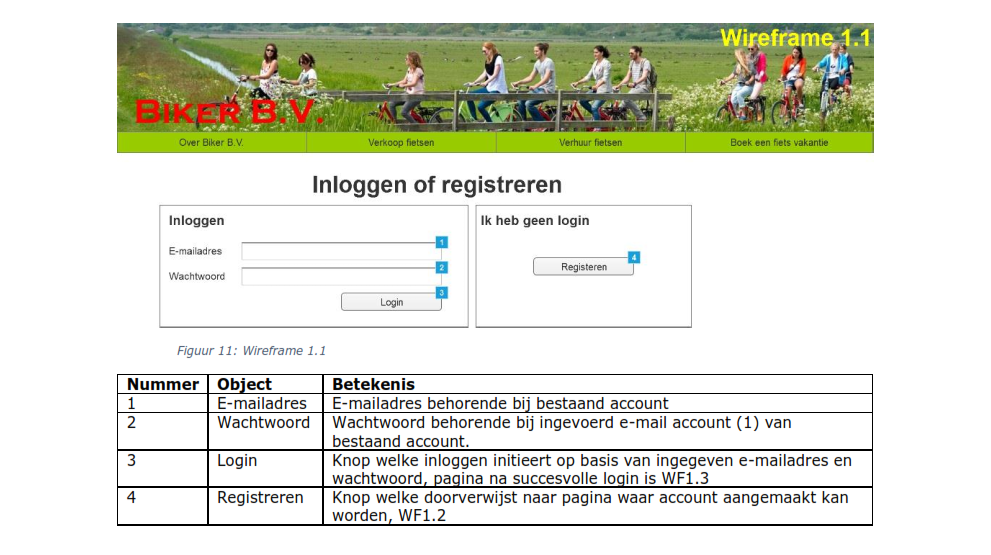 Wireframe 1.1
BIKER B.V.
Over Biker B.V. Verkoop fietsen Verhuur fietsen Boek een fiets vakantie
Inloggen of registreren
Inloggen
E-mailadres 1
Wachtwoord 2
Login 3
Ik heb geen login
Registeren 4
Figuur 11: Wireframe 1.1
Nummer Object Betekenis
1 E-mailadres E-mailadres behorende bij bestaand account
2 Wachtwoord Wachtwoord behorende bij ingevoerd e-mail account (1) van
bestaand account.
3 Login Knop welke inloggen initieert op basis van ingegeven e-mailadres en
wachtwoord, pagina na succesvolle login is WF1.3
4 Registreren Knop welke doorverwijst naar pagina waar account aangemaakt kan
worden, WF1.2